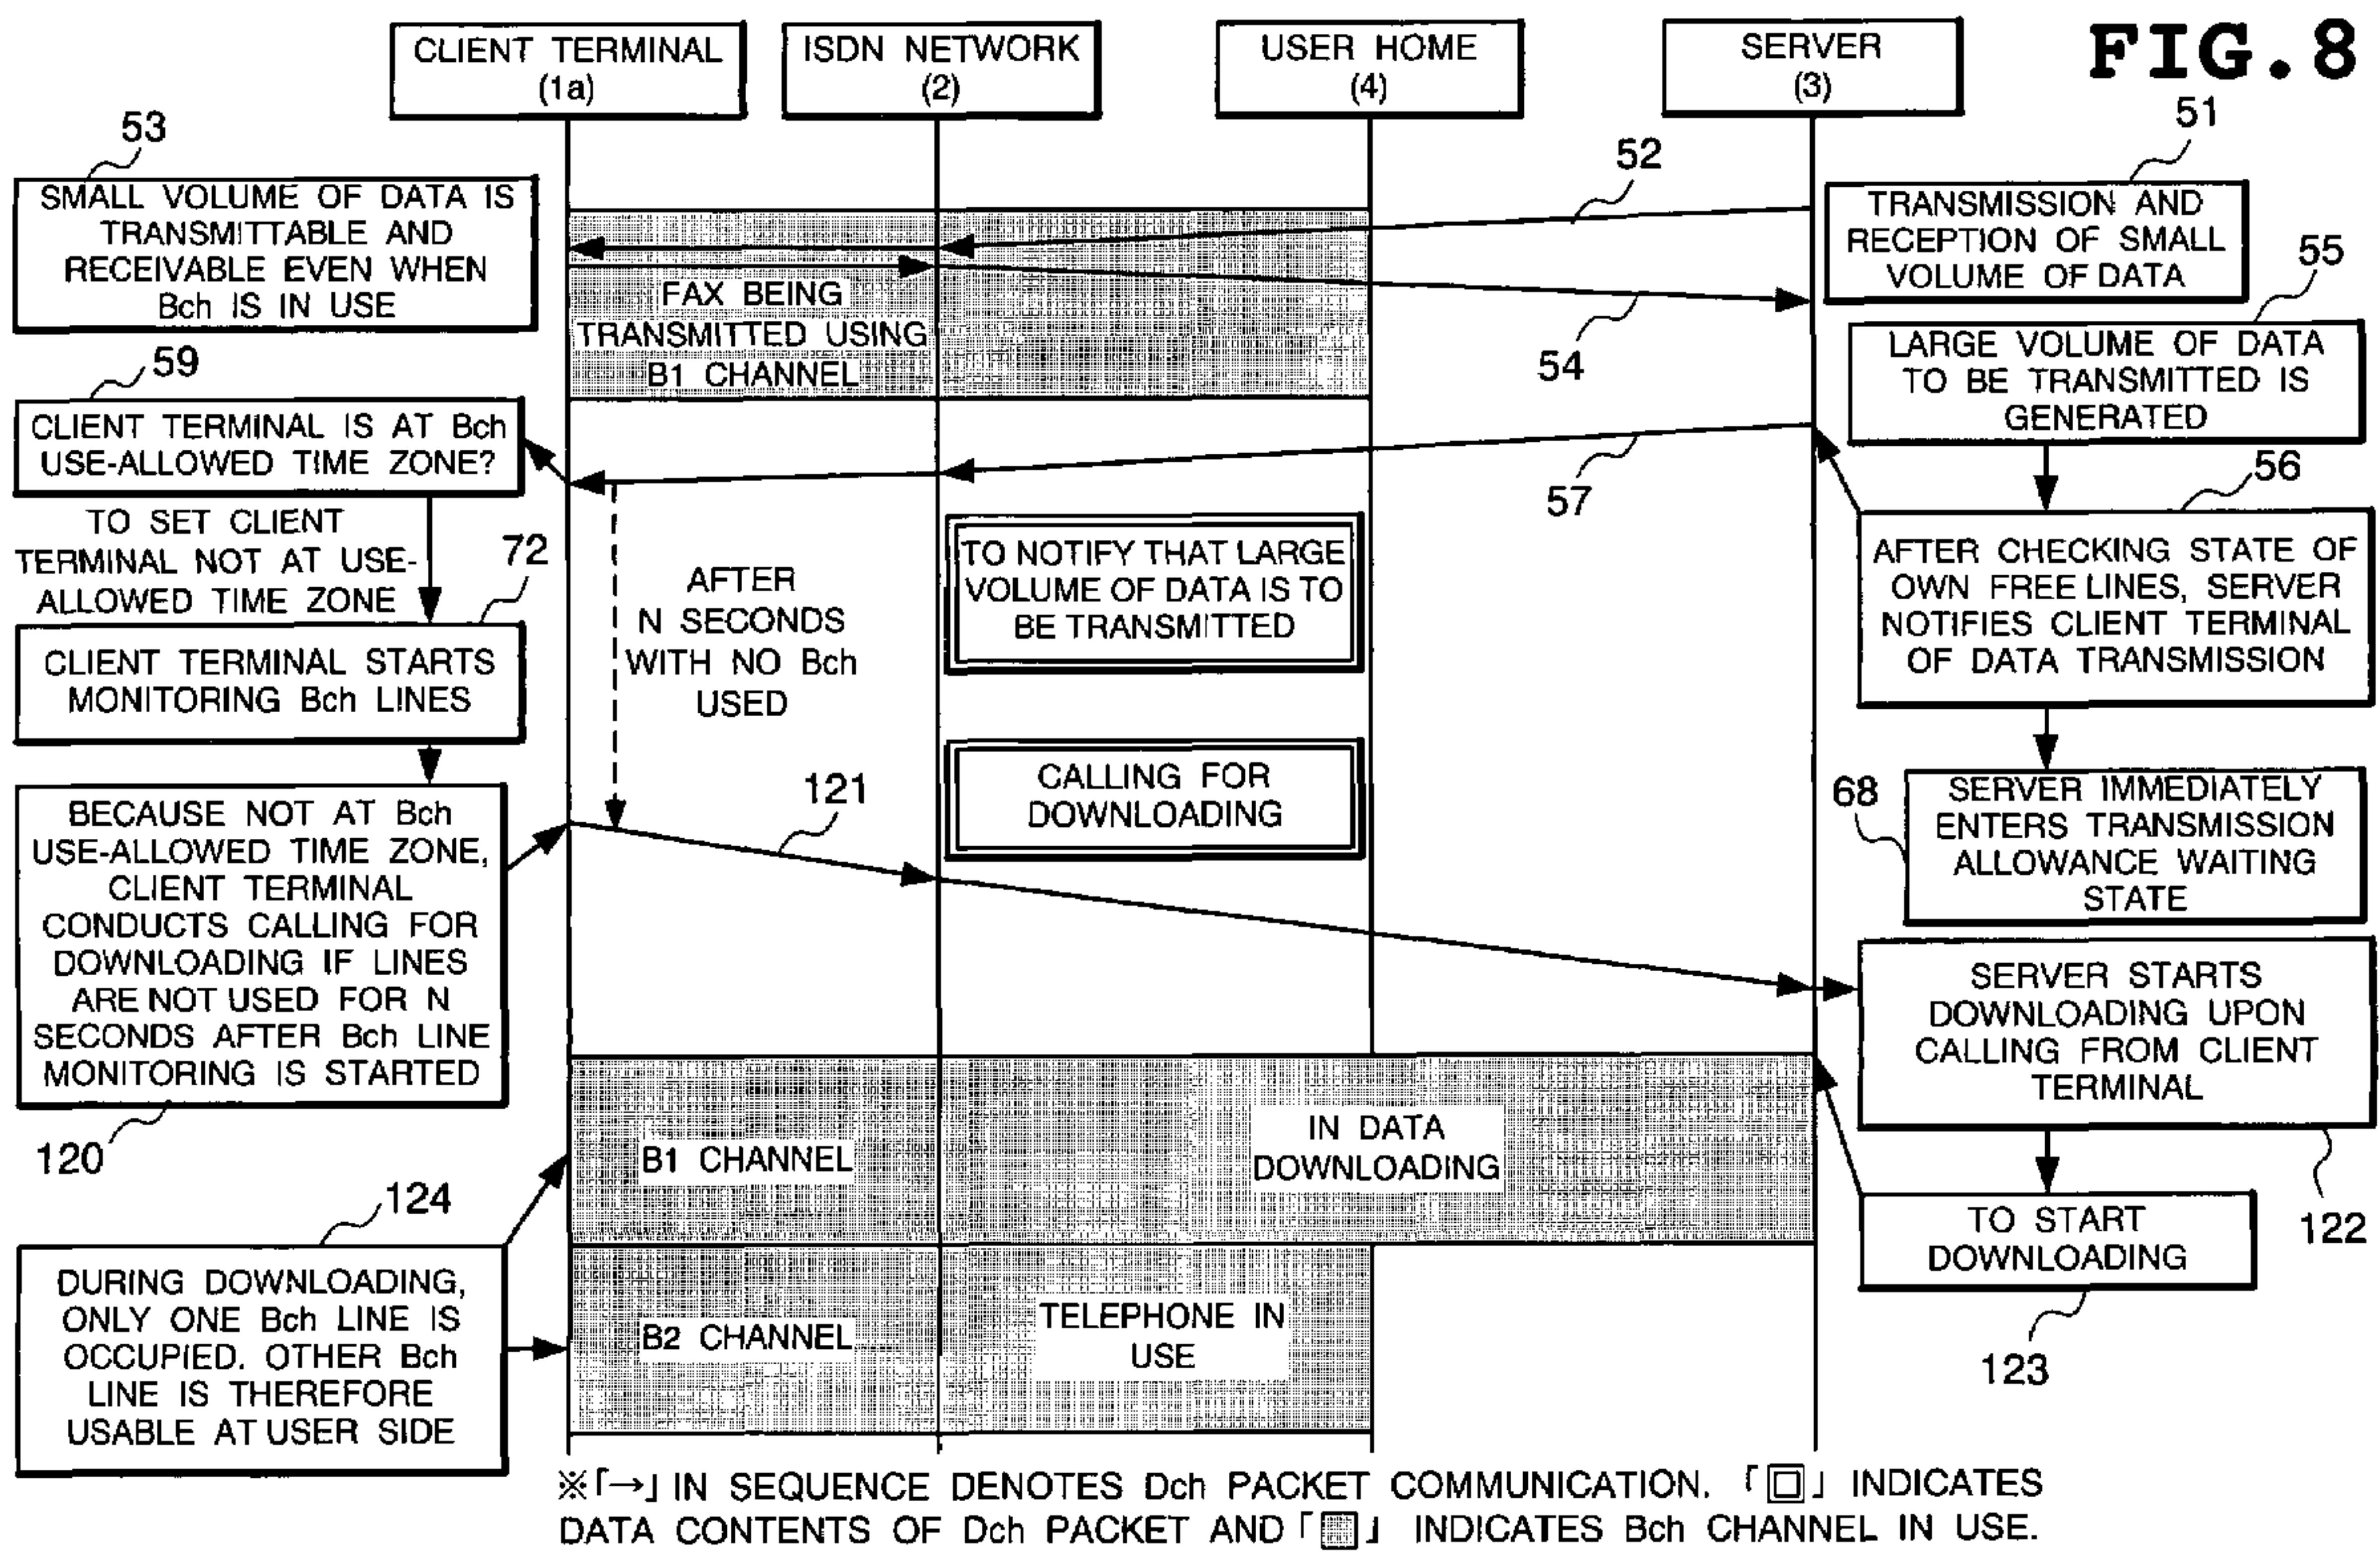 FIG.8
CLIENT TERMINAL
(1a)
ISDN NETWORK
(2)
USER HOME
(4)
SERVER
(3)
53
SMALL VOLUME OF DATA IS
TRANSMITTABLE AND
RECEIVABLE EVEN WHEN
Bch IS IN USE
52
51
TRANSMISSION AND
RECEPTION OF SMALL
VOLUME OF DATA
FAX BEING
TRANSMITTED USING
B1 CHANNEL
54
55
LARGE VOLUME OF DATA
TO BE TRANSMITTED IS
GENERATED
59
CLIENT TERMINAL IS AT Bch
USE-ALLOWED TIME ZONE?
57
56
AFTER CHECKING STATE OF
OWN FREE LINES, SERVER
NOTIFIES CLIENT TERMINAL
OF DATA TRANSMISSION
TO SET CLIENT
TERMINAL NOT AT USE-
ALLOWED TIME ZONE
72
CLIENT TERMINAL STARTS
MONITORING Bch LINES
AFTER
N SECONDS
WITH NO Bch
USED
TO NOTIFY THAT LARGE
VOLUME OF DATA IS TO
BE TRANSMITTED
CALLING FOR
DOWNLOADING
121
68
SERVER IMMEDIATELY
ENTERS TRANSMISSION
ALLOWANCE WAITING
STATE
BECAUSE NOT AT Bch
USE-ALLOWED TIME ZONE,
CLIENT TERMINAL
CONDUCTS CALLING FOR
DOWNLOADING IF LINES
ARE NOT USED FOR N
SECONDS AFTER Bch LINE
MONITORING IS STARTED
120
SERVER STARTS
DOWNLOADING UPON
CALLING FROM CLIENT
TERMINAL
122
B1 CHANNEL
IN DATA
DOWNLOADING
TO START
DOWNLOADING
123
124
DURING DOWNLOADING,
ONLY ONE Bch LINE IS
OCCUPIED. OTHER Bch
LINE IS THEREFORE
USABLE AT USER SIDE
B2 CHANNEL
TELEPHONE IN
USE
※「→」IN SEQUENCE DENOTES Dch PACKET COMMUNICATION. 「回」 INDICATES
DATA CONTENTS OF Dch PACKET AND「▩」 INDICATES Bch CHANNEL IN USE.